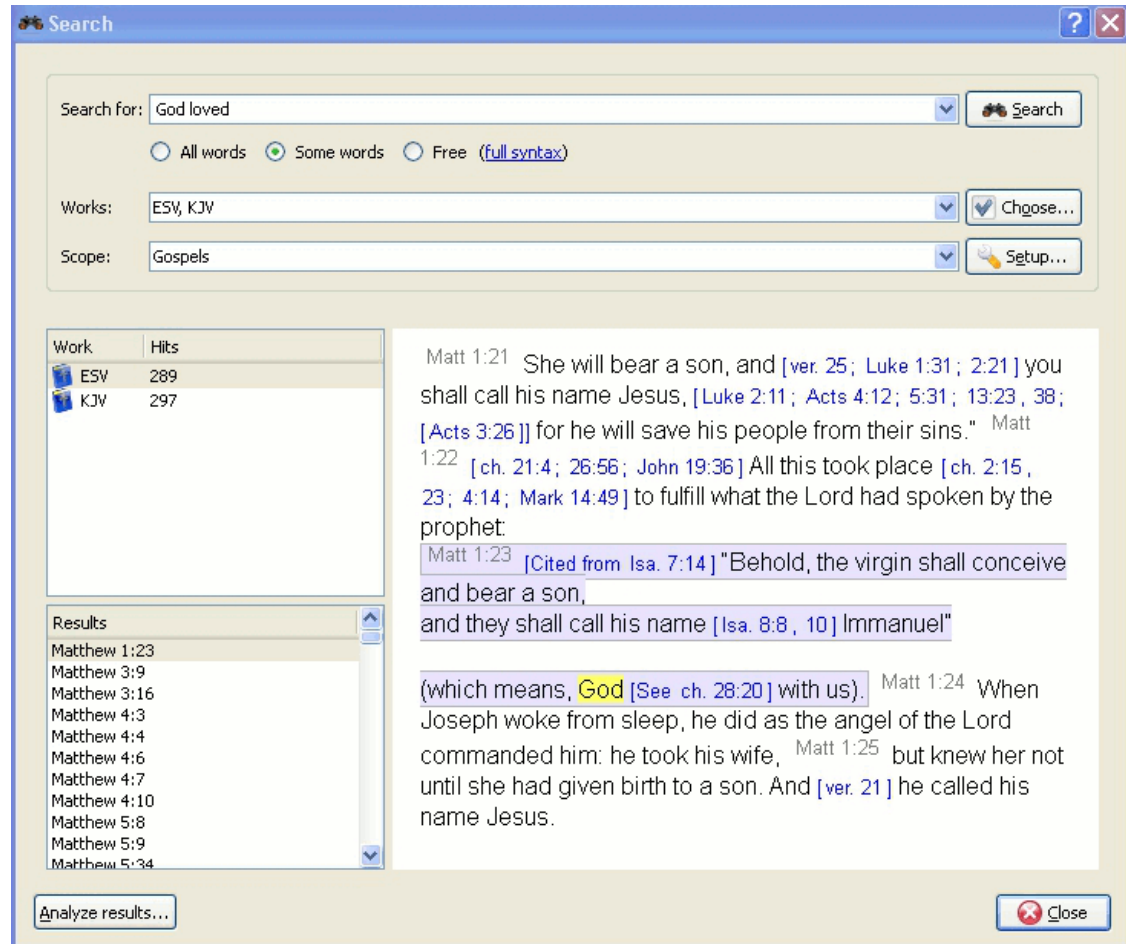 Search
Search for: God loved Search
All words Some words Free (full syntax)
Works: ESV, KJV Choose...
Scope: Gospels Setup...
Work Hits
ESV 289
KJV 297
Results
Matthew 1:23
Matthew 3:9
Matthew 3:16
Matthew 4:3
Matthew 4:4
Matthew 4:6
Matthew 4:7
Matthew 4:10
Matthew 5:8
Matthew 5:9
Matthew 5:34
Matt 1:21 She will bear a son, and [ver. 25; Luke 1:31; 2:21] you
shall call his name Jesus, [Luke 2:11; Acts 4:12; 5:31; 13:23, 38;
[Acts 3:26]] for he will save his people from their sins." Matt
1:22 [ch. 21:4; 26:56; John 19:36] All this took place [ch. 2:15,
23; 4:14; Mark 14:49] to fulfill what the Lord had spoken by the
prophet:
Matt 1:23 [Cited from Isa. 7:14] "Behold, the virgin shall conceive
and bear a son,
and they shall call his name [Isa. 8:8, 10] Immanuel"
(which means, God [See ch. 28:20] with us). Matt 1:24 When
Joseph woke from sleep, he did as the angel of the Lord
commanded him: he took his wife, Matt 1:25 but knew her not
until she had given birth to a son. And [ver. 21] he called his
name Jesus.
Analyze results... Close